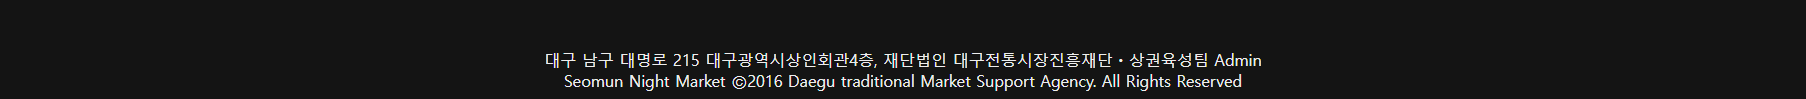 대구 남구 대명로 215 대구광역시상인회관4층, 재단법인 대구전통시장진흥재단 • 상권육성팀 Admin
Seomun Night Market ©2016 Daegu traditional Market Support Agency. All Rights Reserved